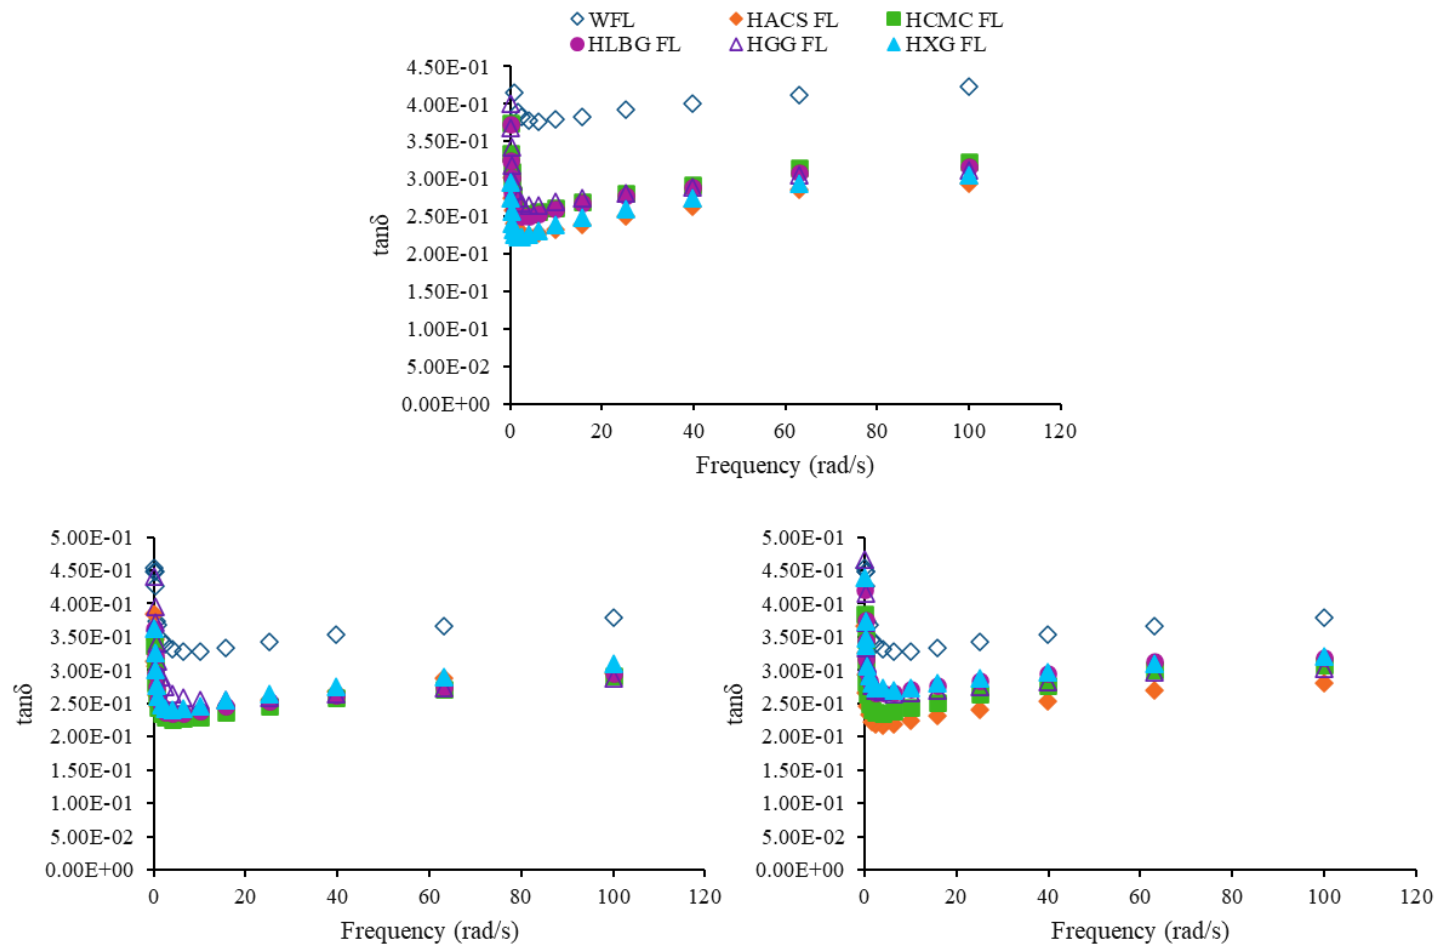 WFL HACS FL HCMC FL
HLBG FL HGG FL HXG FL
4.50E-01
4.00E-01
3.50E-01
3.00E-01
2.50E-01
2.00E-01
1.50E-01
1.00E-01
5.00E-02
0.00E+00
tanδ
0 20 40 60 80 100 120
Frequency (rad/s)
5.00E-01
4.50E-01
4.00E-01
3.50E-01
3.00E-01
2.50E-01
2.00E-01
1.50E-01
1.00E-01
5.00E-02
0.00E+00
tanδ
0 20 40 60 80 100 120
Frequency (rad/s)
5.00E-01
4.50E-01
4.00E-01
3.50E-01
3.00E-01
2.50E-01
2.00E-01
1.50E-01
1.00E-01
5.00E-02
0.00E+00
tanδ
0 20 40 60 80 100 120
Frequency (rad/s)